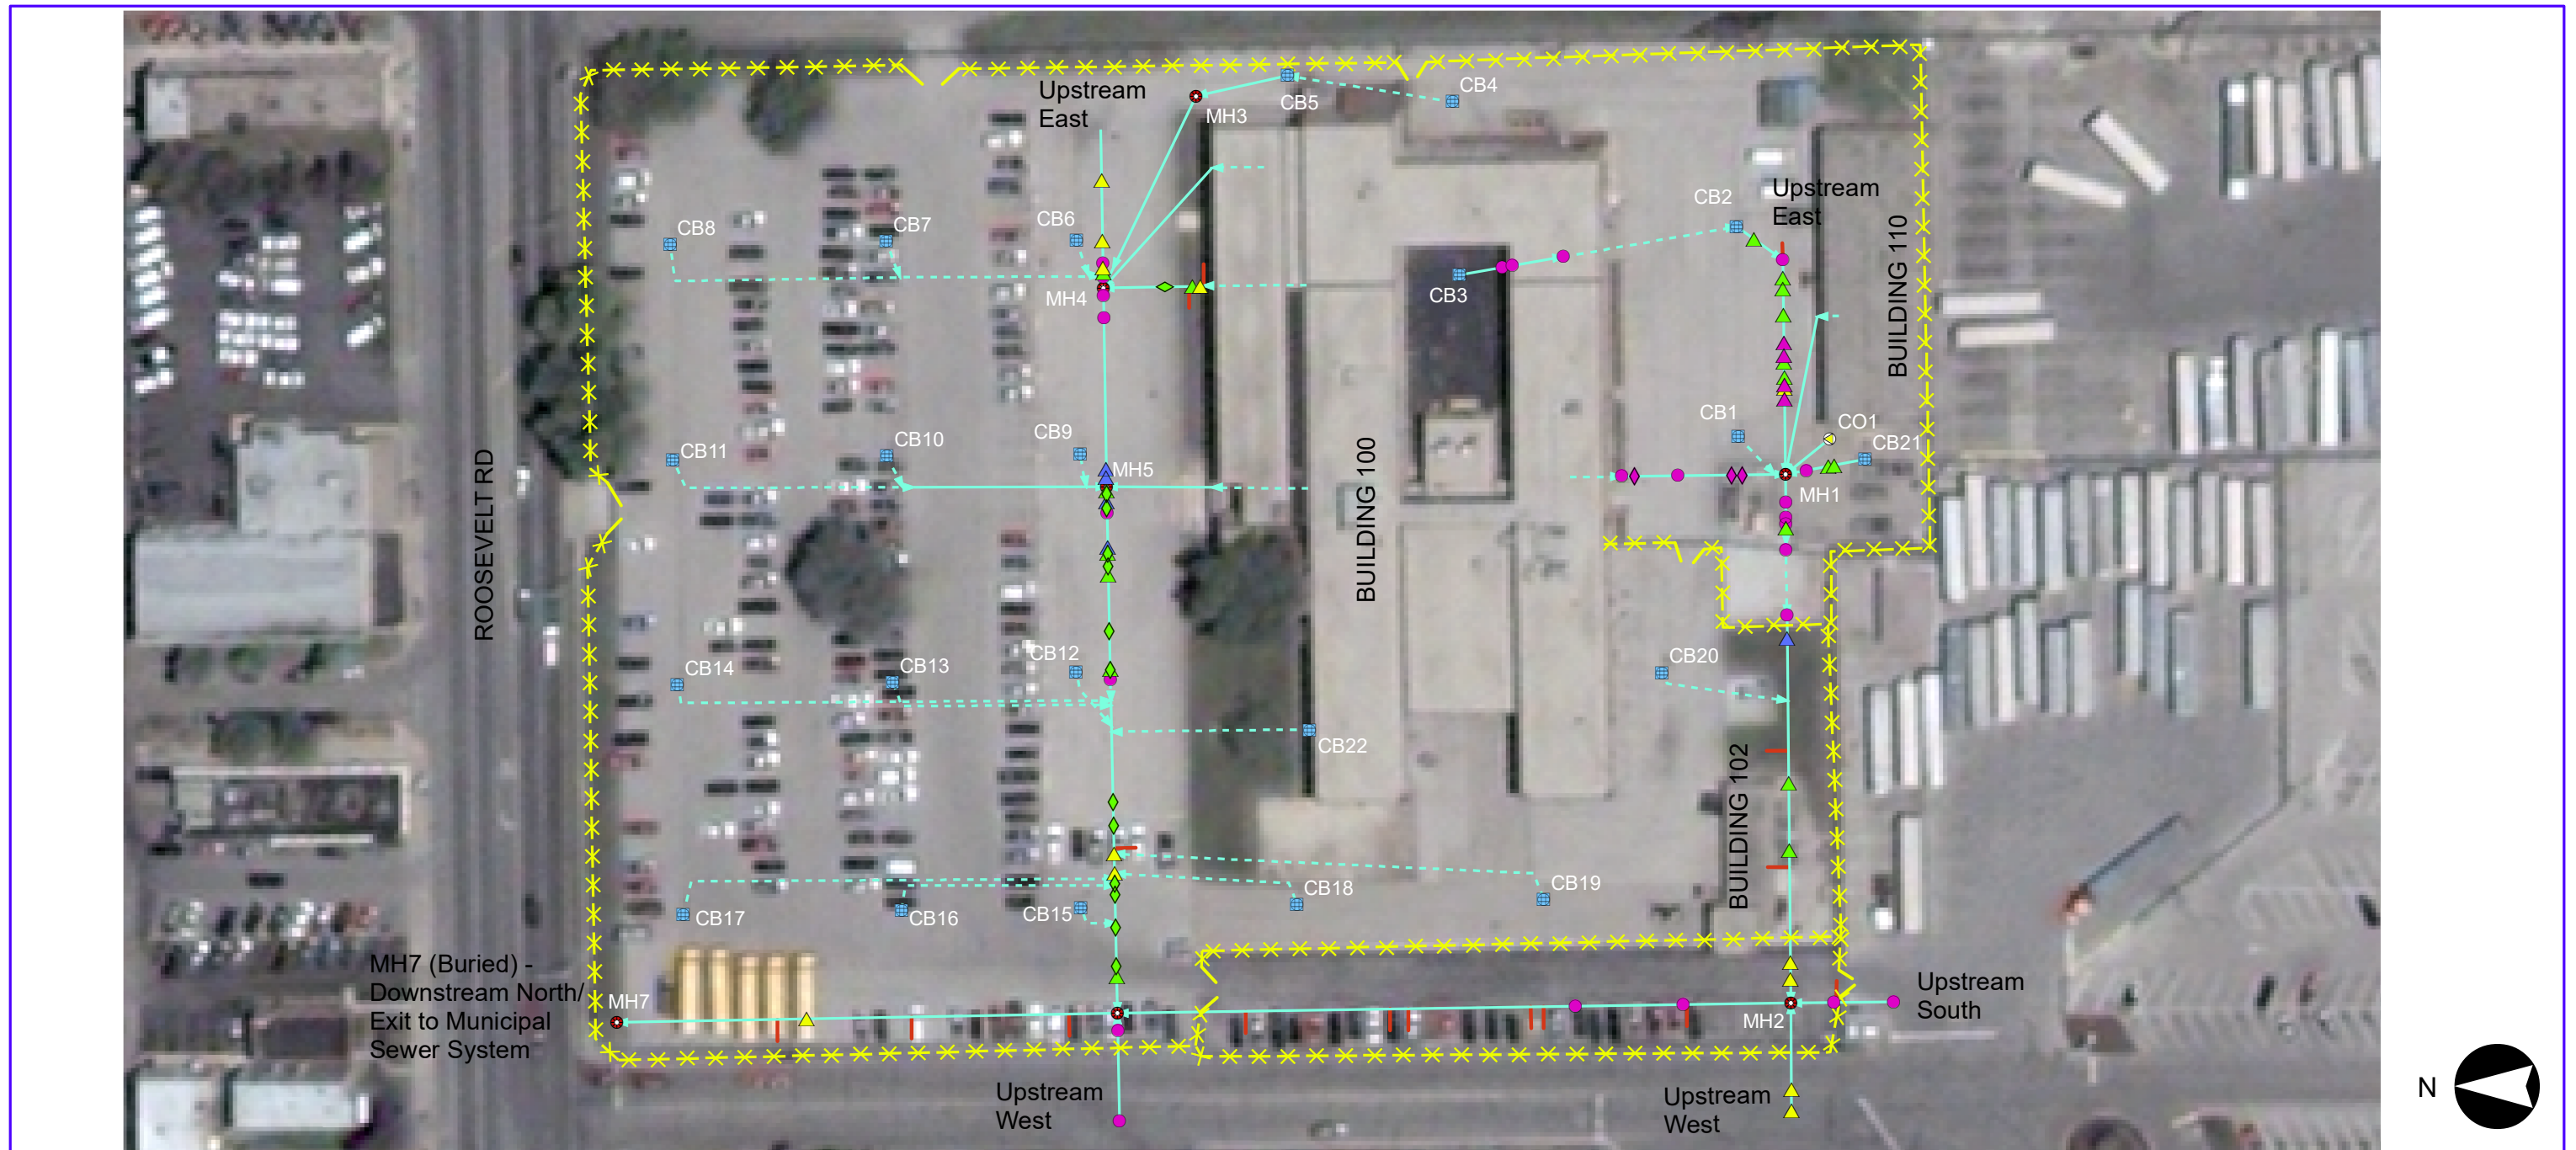 Upstream
East
CB5
CB4
MH3
CB8
CB7
CB6
MH4
CB3
CB2
Upstream
East
BUILDING 110
CB11
CB10
CB9
MH5
CB1
CO1
CB21
MH1
ROOSEVELT RD
BUILDING 100
CB14
CB13
CB12
CB22
CB20
BUILDING 102
CB17
CB16
CB15
CB18
CB19
MH7 (Buried) -
Downstream North/
Exit to Municipal
Sewer System
MH7
MH2
Upstream
South
Upstream
West
Upstream
West
N